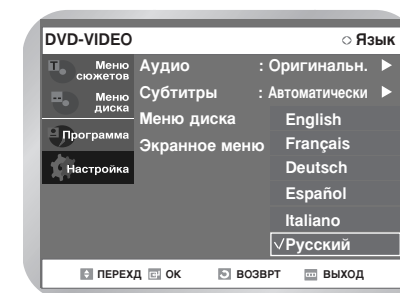 DVD-VIDEO
Язык
Меню сюжетов
Аудио : Оригинальн.
Меню диска
Субтитры : Автоматически
Меню диска
Программа
Экранное меню
Настройка
English
Français
Deutsch
Español
Italiano
Русский
ПЕРЕХД ОК ВОЗВРТ ВЫХОД